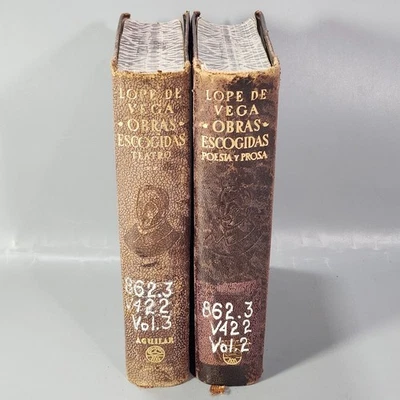 LOPE DE
VEGA
OBRAS
ESCOGIDAS
TEATRO
862.3
V422
Vol.3
AGUILAR
LOPE DE
VEGA
OBRAS
ESCOGIDAS
POESIA Y PROSA
862.3
V422
Vol.2